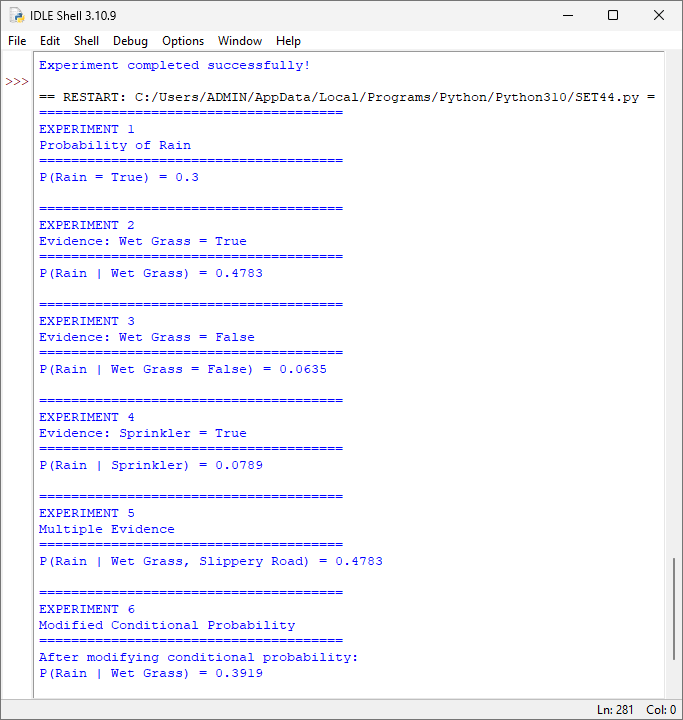 IDLE Shell 3.10.9
File Edit Shell Debug Options Window Help
Experiment completed successfully!
>>>
== RESTART: C:/Users/ADMIN/AppData/Local/Programs/Python/Python310/SET44.py =
======================================
EXPERIMENT 1
Probability of Rain
======================================
P(Rain = True) = 0.3
======================================
EXPERIMENT 2
Evidence: Wet Grass = True
======================================
P(Rain | Wet Grass) = 0.4783
======================================
EXPERIMENT 3
Evidence: Wet Grass = False
======================================
P(Rain | Wet Grass = False) = 0.0635
======================================
EXPERIMENT 4
Evidence: Sprinkler = True
======================================
P(Rain | Sprinkler) = 0.0789
======================================
EXPERIMENT 5
Multiple Evidence
======================================
P(Rain | Wet Grass, Slippery Road) = 0.4783
======================================
EXPERIMENT 6
Modified Conditional Probability
======================================
After modifying conditional probability:
P(Rain | Wet Grass) = 0.3919
Ln: 281 Col: 0